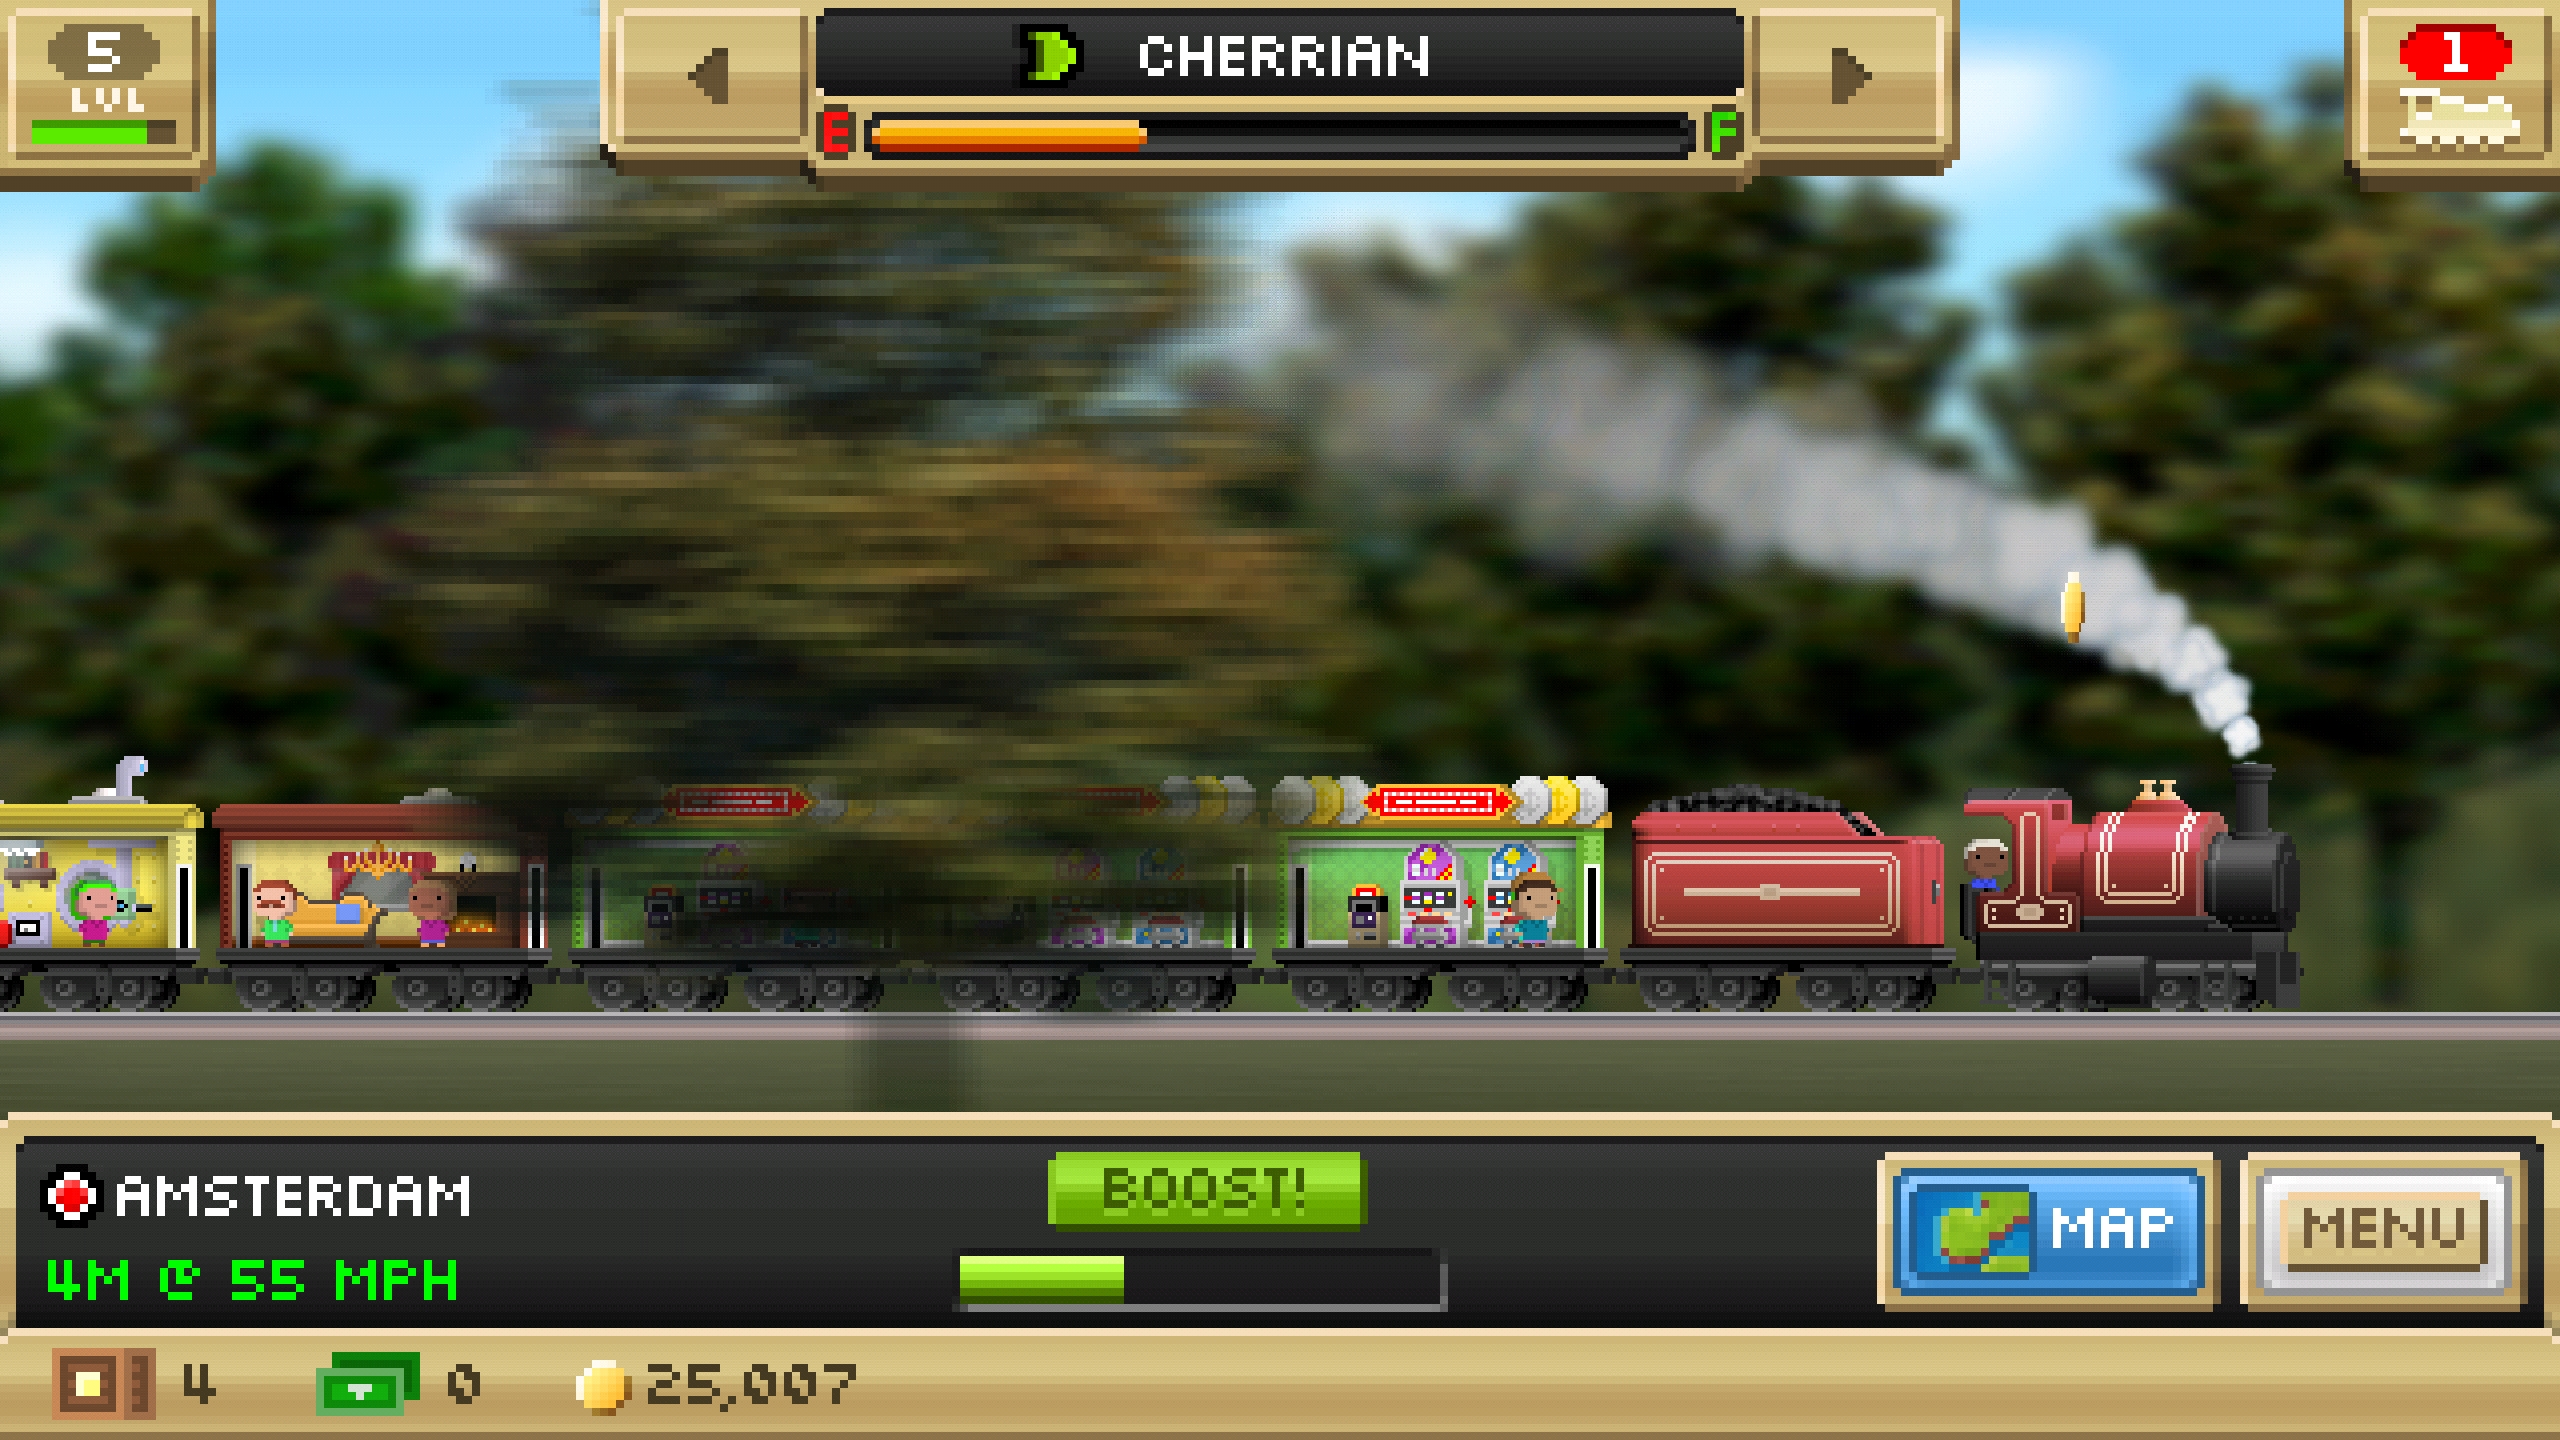 5
LVL
CHERRIAN
E
F
1
AMSTERDAM
4M @ 55 MPH
BOOST!
MAP
MENU
4
0
25,007